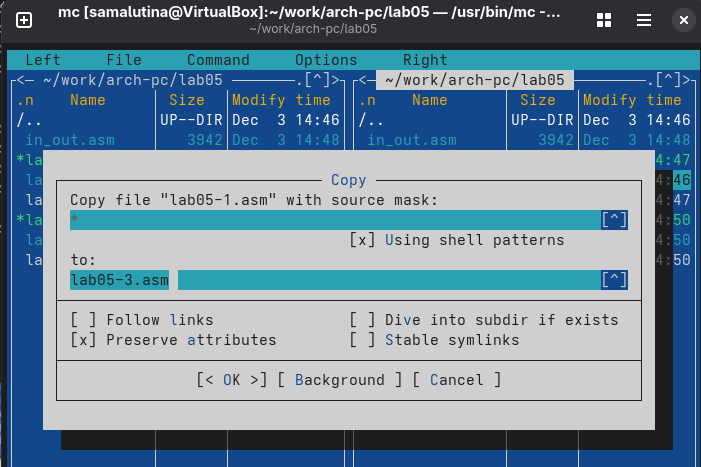 mc [samalutina@VirtualBox]:~/work/arch-pc/lab05 — /usr/bin/mc -...
~/work/arch-pc/lab05
Left File Command Options Right
<— ~/work/arch-pc/lab05 .[^]> <— ~/work/arch-pc/lab05 .[^]>
.n Name Size Modify time .n Name Size Modify time
/.. UP--DIR Dec 3 14:46 /.. UP--DIR Dec 3 14:46
in_out.asm 3942 Dec 3 14:48 in_out.asm 3942 Dec 3 14:48
*la 4:47
la Copy 4:46
la Copy file "lab05-1.asm" with source mask: 4:47
*la * [^] 4:50
la [x] Using shell patterns 4:50
la to: 4:50
lab05-3.asm [^]
[ ] Follow links [ ] Dive into subdir if exists
[x] Preserve attributes [ ] Stable symlinks
[< OK >] [ Background ] [ Cancel ]